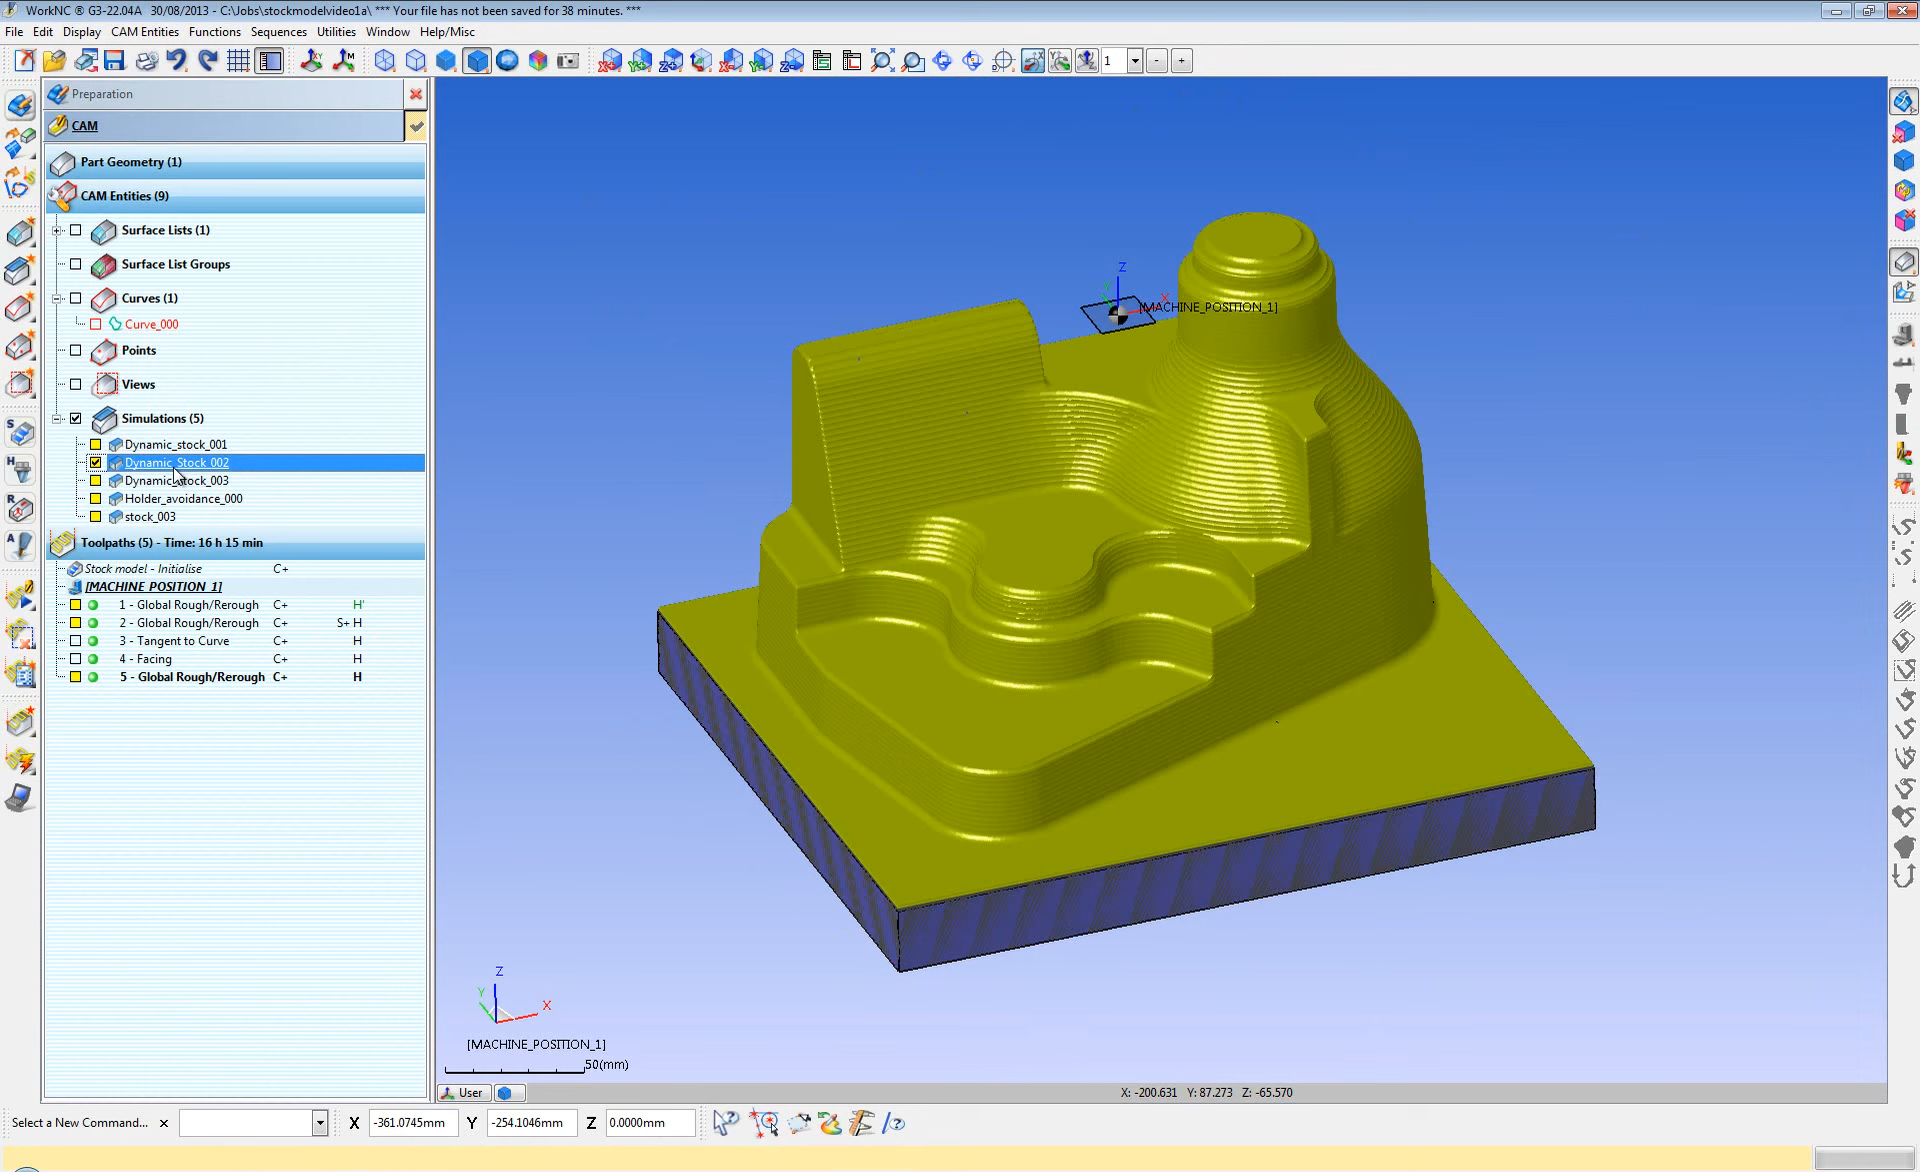 WorkNC ® G3-22.04A 30/08/2013 - C:\Jobs\stockmodelvideo1a\ *** Your file has not been saved for 38 minutes. ***
File Edit Display CAM Entities Functions Sequences Utilities Window Help/Misc
1
Preparation
CAM
Part Geometry (1)
CAM Entities (9)
Surface Lists (1)
Surface List Groups
Curves (1)
Curve_000
Points
Views
Simulations (5)
Dynamic_stock_001
Dynamic_Stock_002
Dynamic_stock_003
Holder_avoidance_000
stock_003
Toolpaths (5) - Time: 16 h 15 min
Stock model - Initialise C+
[MACHINE POSITION 1]
1 - Global Rough/Rerough C+ H'
2 - Global Rough/Rerough C+ S+ H
3 - Tangent to Curve C+ H
4 - Facing C+ H
5 - Global Rough/Rerough C+ H
Z
Y X
[MACHINE_POSITION_1]
Z
Y
X
[MACHINE_POSITION_1]
50(mm)
User
X: -200.631 Y: 87.273 Z: -65.570
Select a New Command... X -361.0745mm Y -254.1046mm Z 0.0000mm